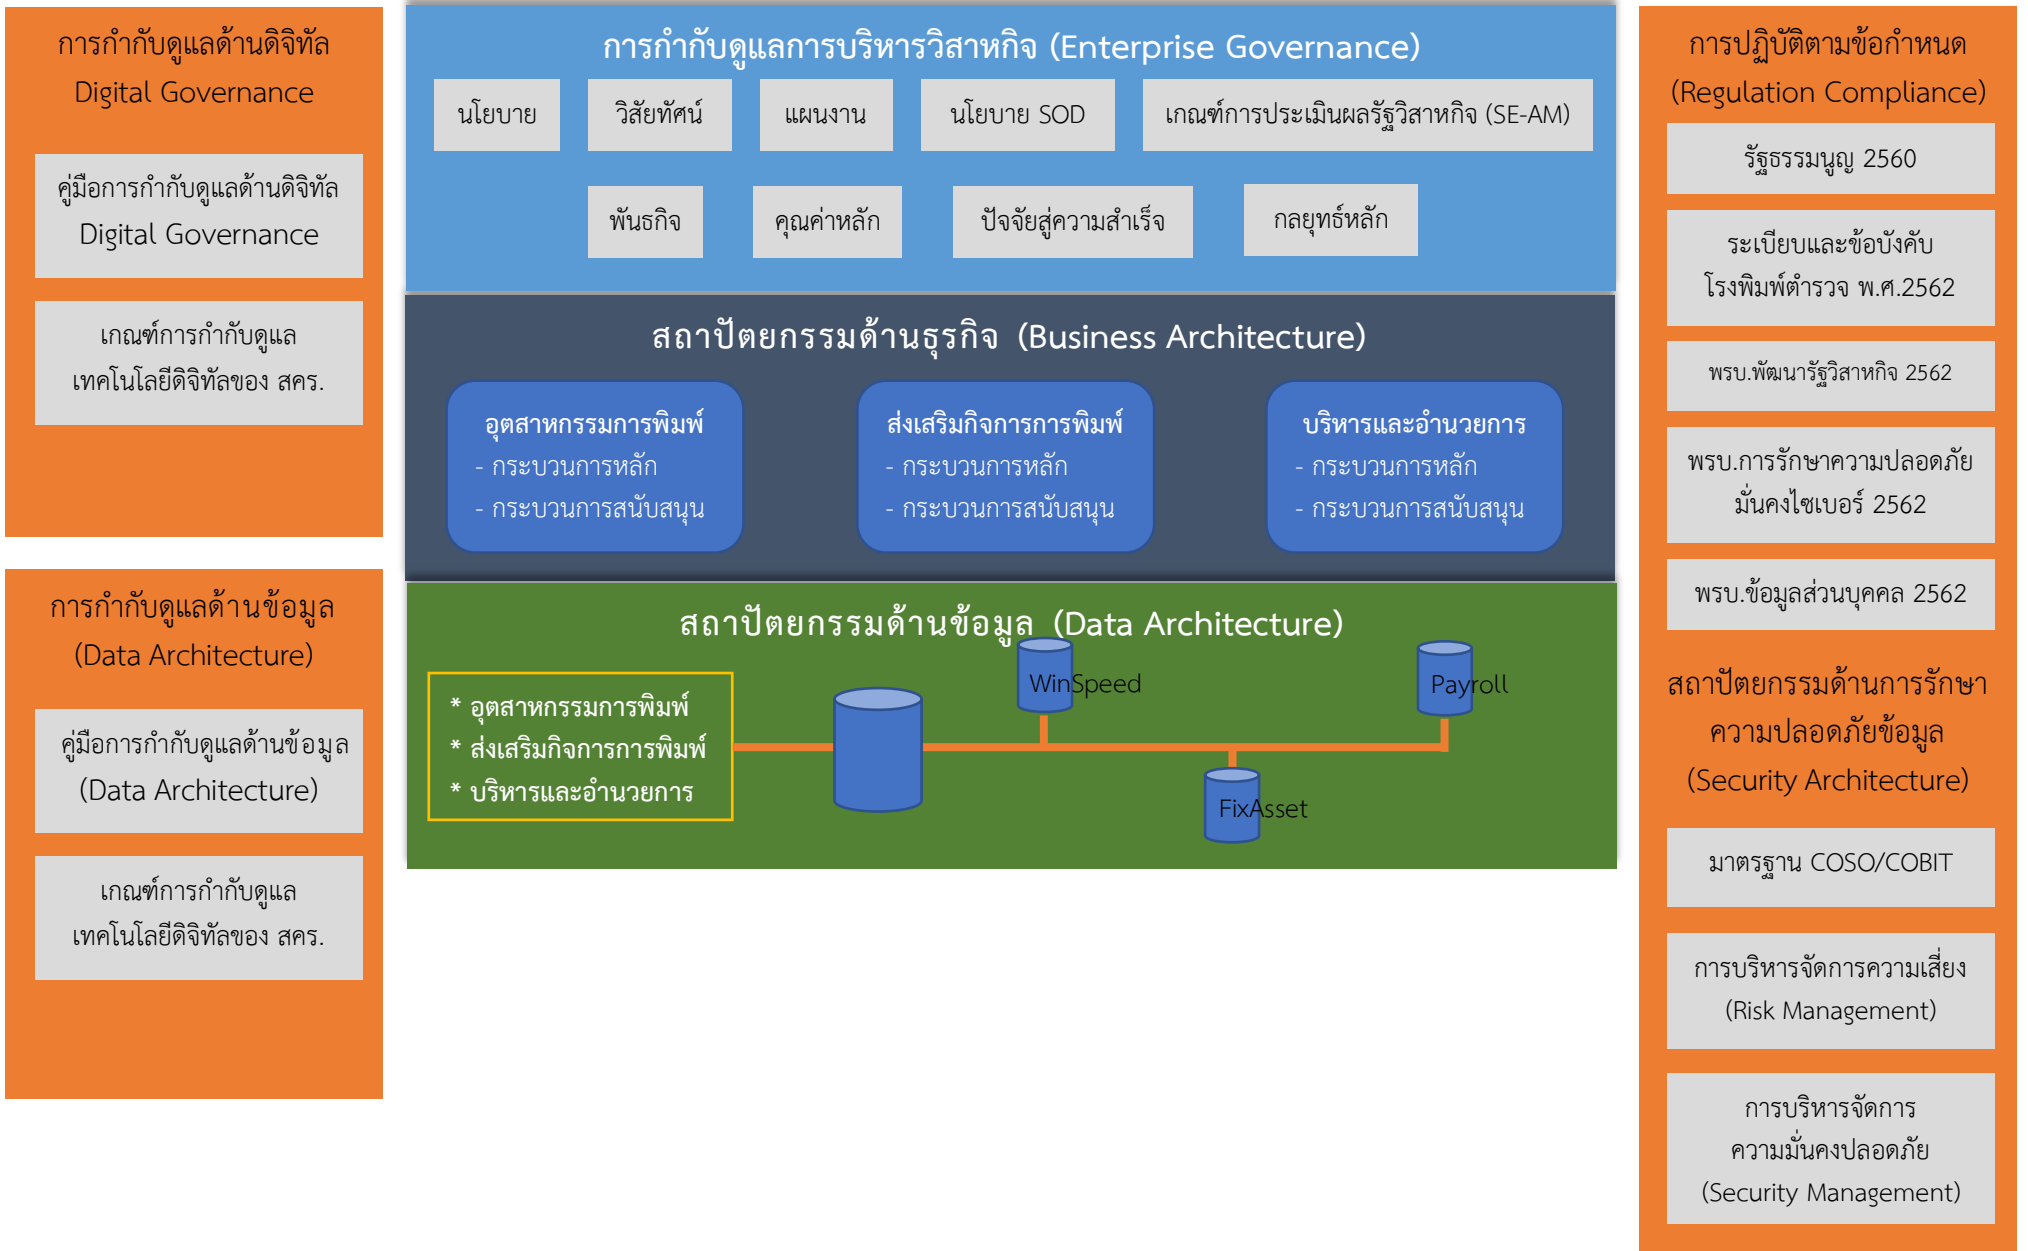 การกำกับดูแลด้านดิจิทัล
Digital Governance
คู่มือการกำกับดูแลด้านดิจิทัล
Digital Governance
เกณฑ์การกำกับดูแล
เทคโนโลยีดิจิทัลของ สคร.
การกำกับดูแลด้านข้อมูล
(Data Architecture)
คู่มือการกำกับดูแลด้านข้อมูล
(Data Architecture)
เกณฑ์การกำกับดูแล
เทคโนโลยีดิจิทัลของ สคร.
การกำกับดูแลการบริหารวิสาหกิจ (Enterprise Governance)
นโยบาย
วิสัยทัศน์
แผนงาน
นโยบาย SOD
เกณฑ์การประเมินผลรัฐวิสาหกิจ (SE-AM)
พันธกิจ
คุณค่าหลัก
ปัจจัยสู่ความสำเร็จ
กลยุทธ์หลัก
สถาปัตยกรรมด้านธุรกิจ (Business Architecture)
อุตสาหกรรมการพิมพ์
- กระบวนการหลัก
- กระบวนการสนับสนุน
ส่งเสริมกิจการการพิมพ์
- กระบวนการหลัก
- กระบวนการสนับสนุน
บริหารและอำนวยการ
- กระบวนการหลัก
- กระบวนการสนับสนุน
สถาปัตยกรรมด้านข้อมูล (Data Architecture)
* อุตสาหกรรมการพิมพ์
* ส่งเสริมกิจการการพิมพ์
* บริหารและอำนวยการ
WinSpeed
Payroll
FixAsset
การปฏิบัติตามข้อกำหนด
(Regulation Compliance)
รัฐธรรมนูญ 2560
ระเบียบและข้อบังคับ
โรงพิมพ์ตำรวจ พ.ศ.2562
พรบ.พัฒนารัฐวิสาหกิจ 2562
พรบ.การรักษาความปลอดภัย
มั่นคงไซเบอร์ 2562
พรบ.ข้อมูลส่วนบุคคล 2562
สถาปัตยกรรมด้านการรักษา
ความปลอดภัยข้อมูล
(Security Architecture)
มาตรฐาน COSO/COBIT
การบริหารจัดการความเสี่ยง
(Risk Management)
การบริหารจัดการ
ความมั่นคงปลอดภัย
(Security Management)